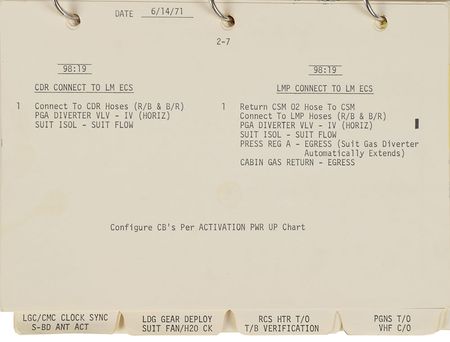 DATE 6/14/71
2-7
98:19
CDR CONNECT TO LM ECS
1 Connect To CDR Hoses (R/B & B/R)
PGA DIVERTER VLV - IV (HORIZ)
SUIT ISOL - SUIT FLOW
98:19
LMP CONNECT TO LM ECS
1 Return CSM O2 Hose To CSM
Connect To LMP Hoses (R/B & B/R)
PGA DIVERTER VLV - IV (HORIZ)
SUIT ISOL - SUIT FLOW
PRESS REG A - EGRESS (Suit Gas Diverter
Automatically Extends)
CABIN GAS RETURN - EGRESS
Configure CB's Per ACTIVATION PWR UP Chart
LGC/CMC CLOCK SYNC
S-BD ANT ACT
LDG GEAR DEPLOY
SUIT FAN/H2O CK
RCS HTR T/O
T/B VERIFICATION
PGNS T/O
VHF C/O